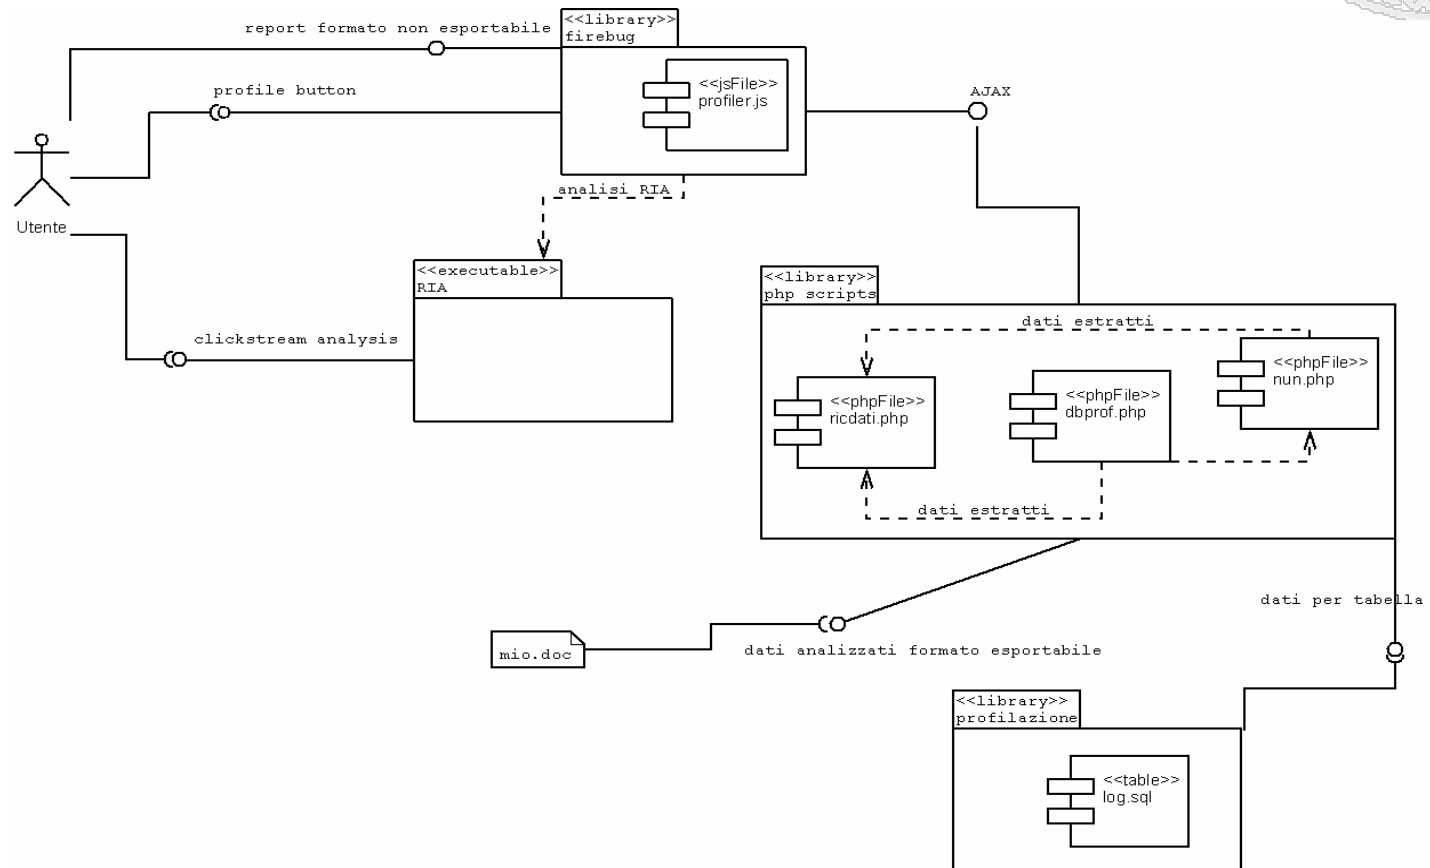 report formato non esportabile
<<library>>
firebug
<<jsFile>>
profiler.js
profile button
AJAX
analisi RIA
Utente
<<executable>>
RIA
clickstream analysis
<<library>>
php scripts
dati estratti
<<phpFile>>
nun.php
<<phpFile>>
ricdati.php
<<phpFile>>
dbprof.php
dati estratti
dati per tabella
mio.doc
dati analizzati formato esportabile
<<library>>
profilazione
<<table>>
log.sql